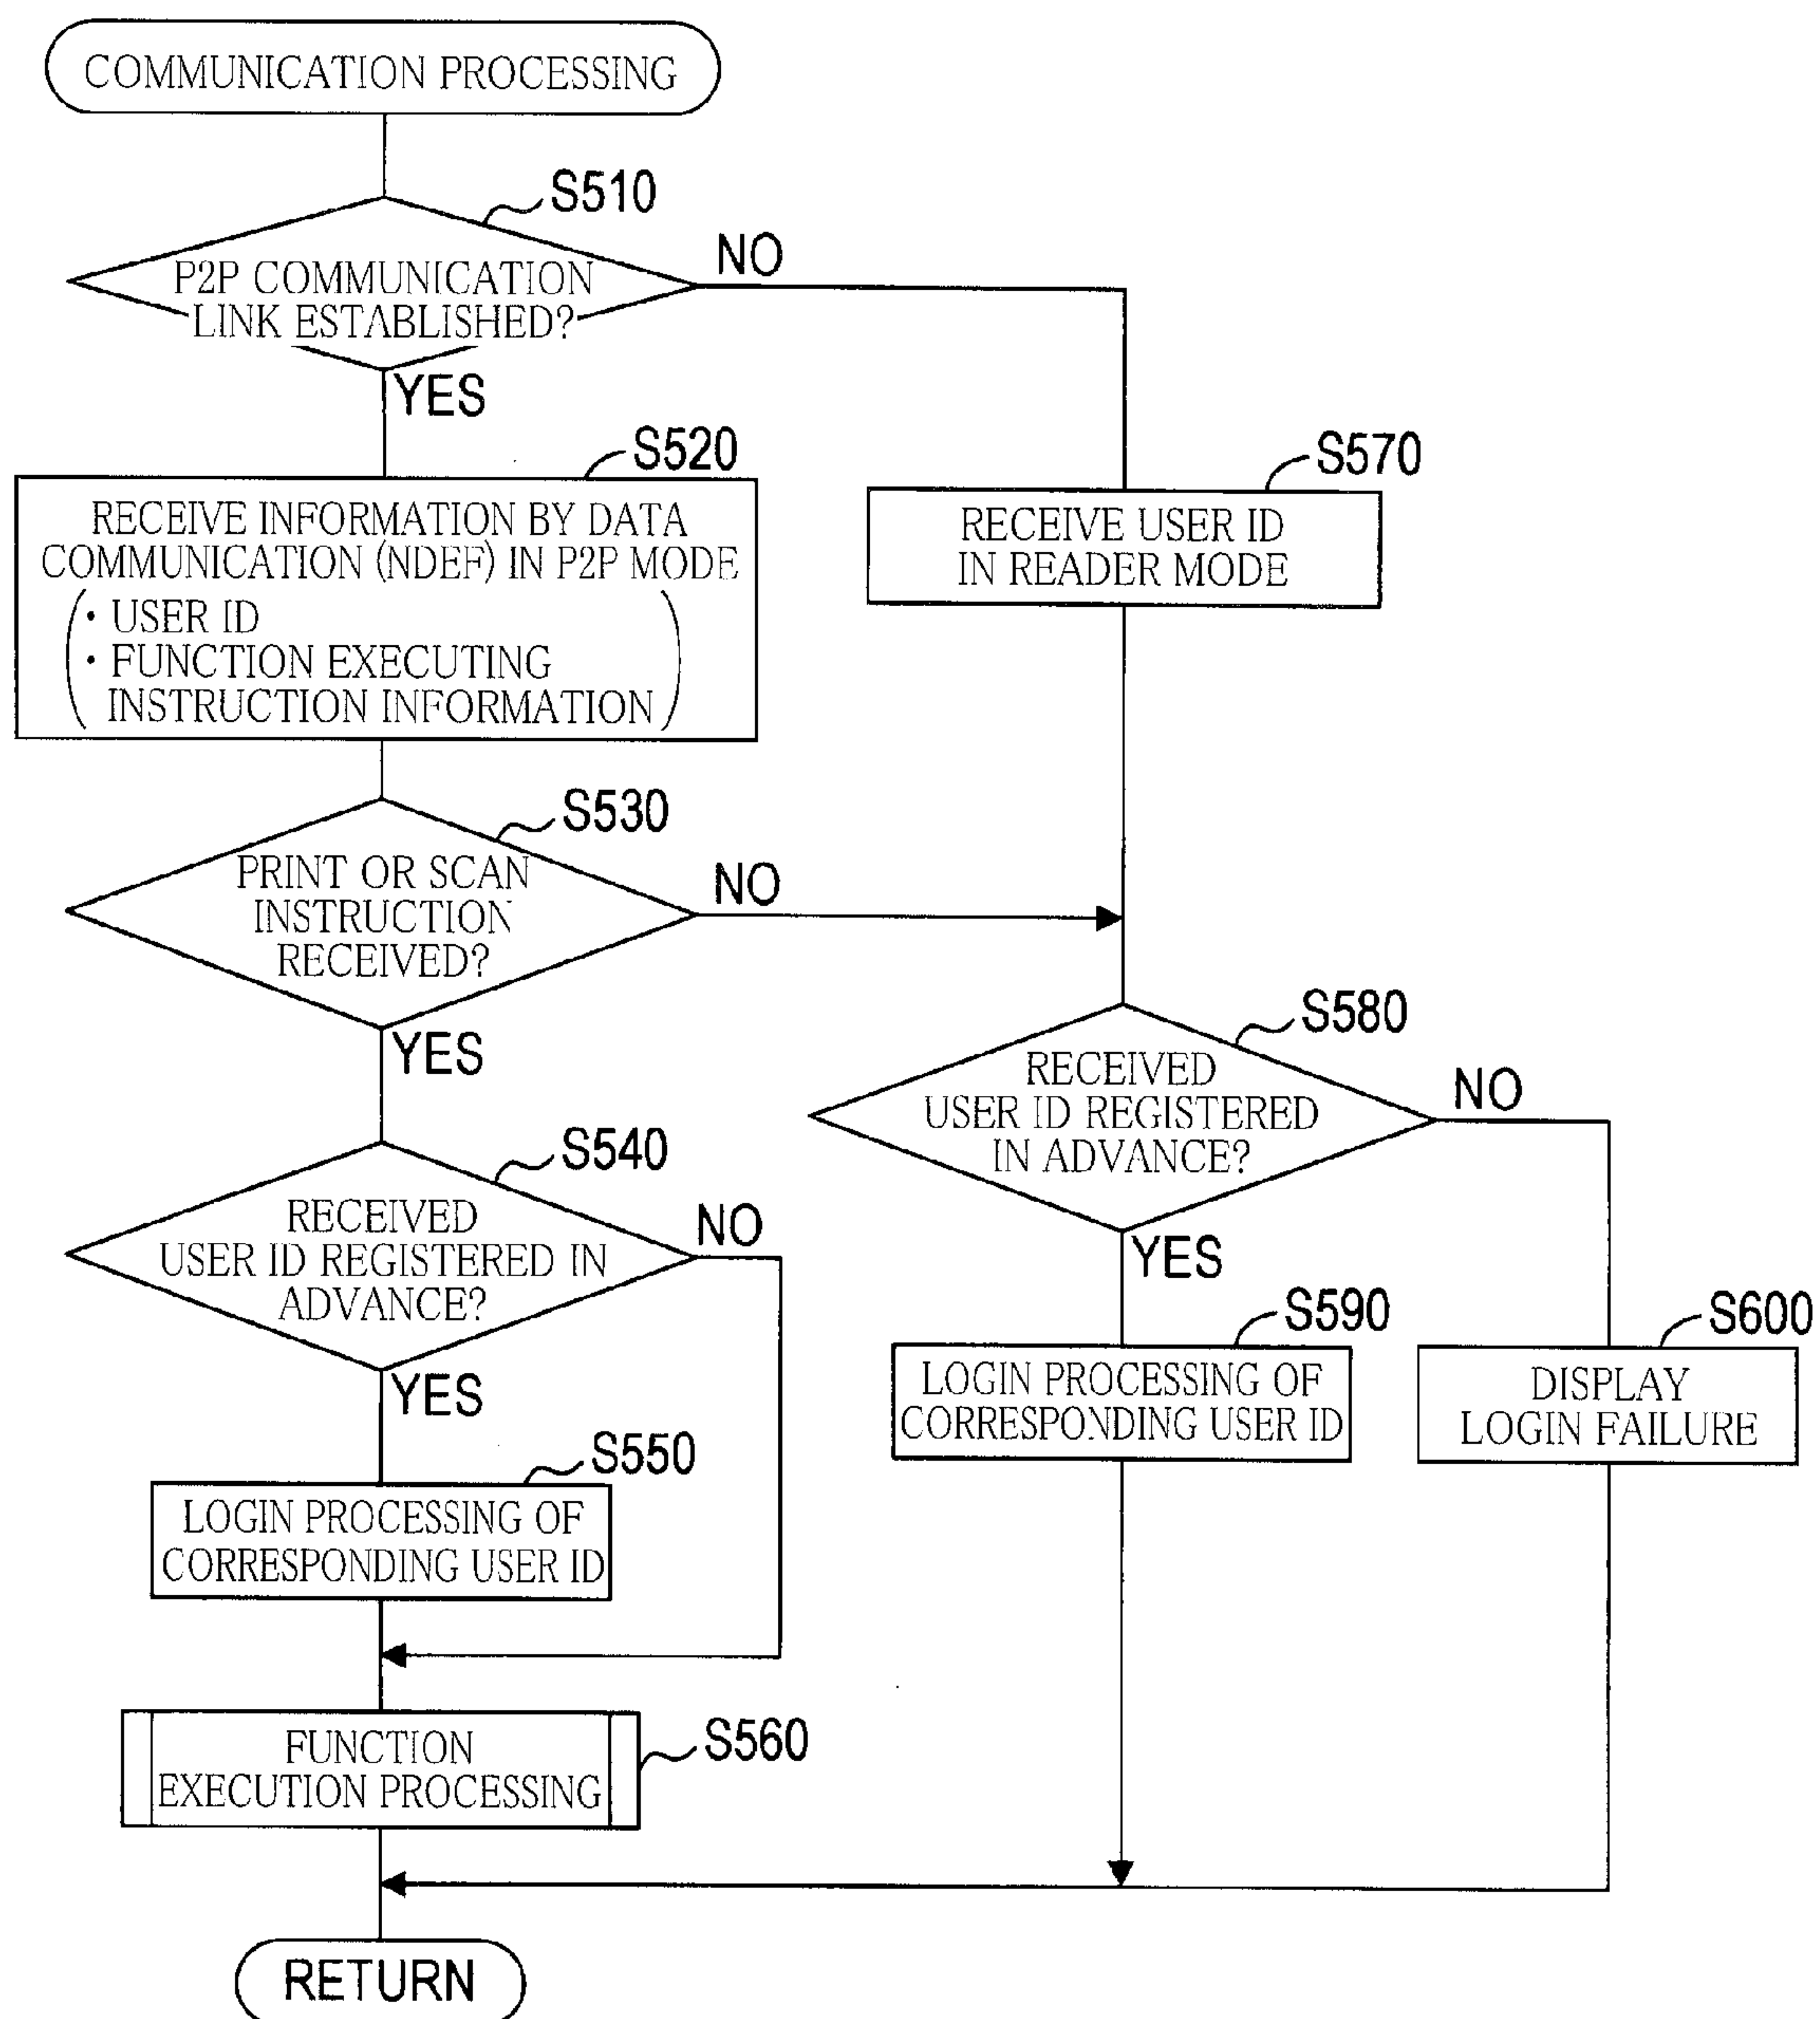 COMMUNICATION PROCESSING
S510
P2P COMMUNICATION
LINK ESTABLISHED?
NO
YES
S520
RECEIVE INFORMATION BY DATA
COMMUNICATION (NDEF) IN P2P MODE
・ USER ID
・ FUNCTION EXECUTING
INSTRUCTION INFORMATION
S570
RECEIVE USER ID
IN READER MODE
S530
PRINT OR SCAN
INSTRUCTION
RECEIVED?
NO
YES
S540
RECEIVED
USER ID REGISTERED IN
ADVANCE?
NO
YES
S550
LOGIN PROCESSING OF
CORRESPONDING USER ID
S560
FUNCTION
EXECUTION PROCESSING
S580
RECEIVED
USER ID REGISTERED
IN ADVANCE?
NO
YES
S590
LOGIN PROCESSING OF
CORRESPONDING USER ID
S600
DISPLAY
LOGIN FAILURE
RETURN